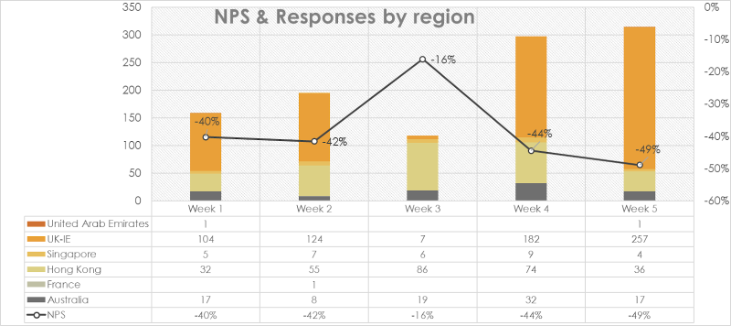 NPS & Responses by region
350
300
250
200
150
100
50
0
0%
-10%
-20%
-30%
-40%
-50%
-60%
-40%
-42%
-16%
-44%
-49%
Week 1 Week 2 Week 3 Week 4 Week 5
United Arab Emirates 1 1
UK-IE 104 124 7 182 257
Singapore 5 7 6 9 4
Hong Kong 32 55 86 74 36
France 1
Australia 17 8 19 32 17
NPS -40% -42% -16% -44% -49%